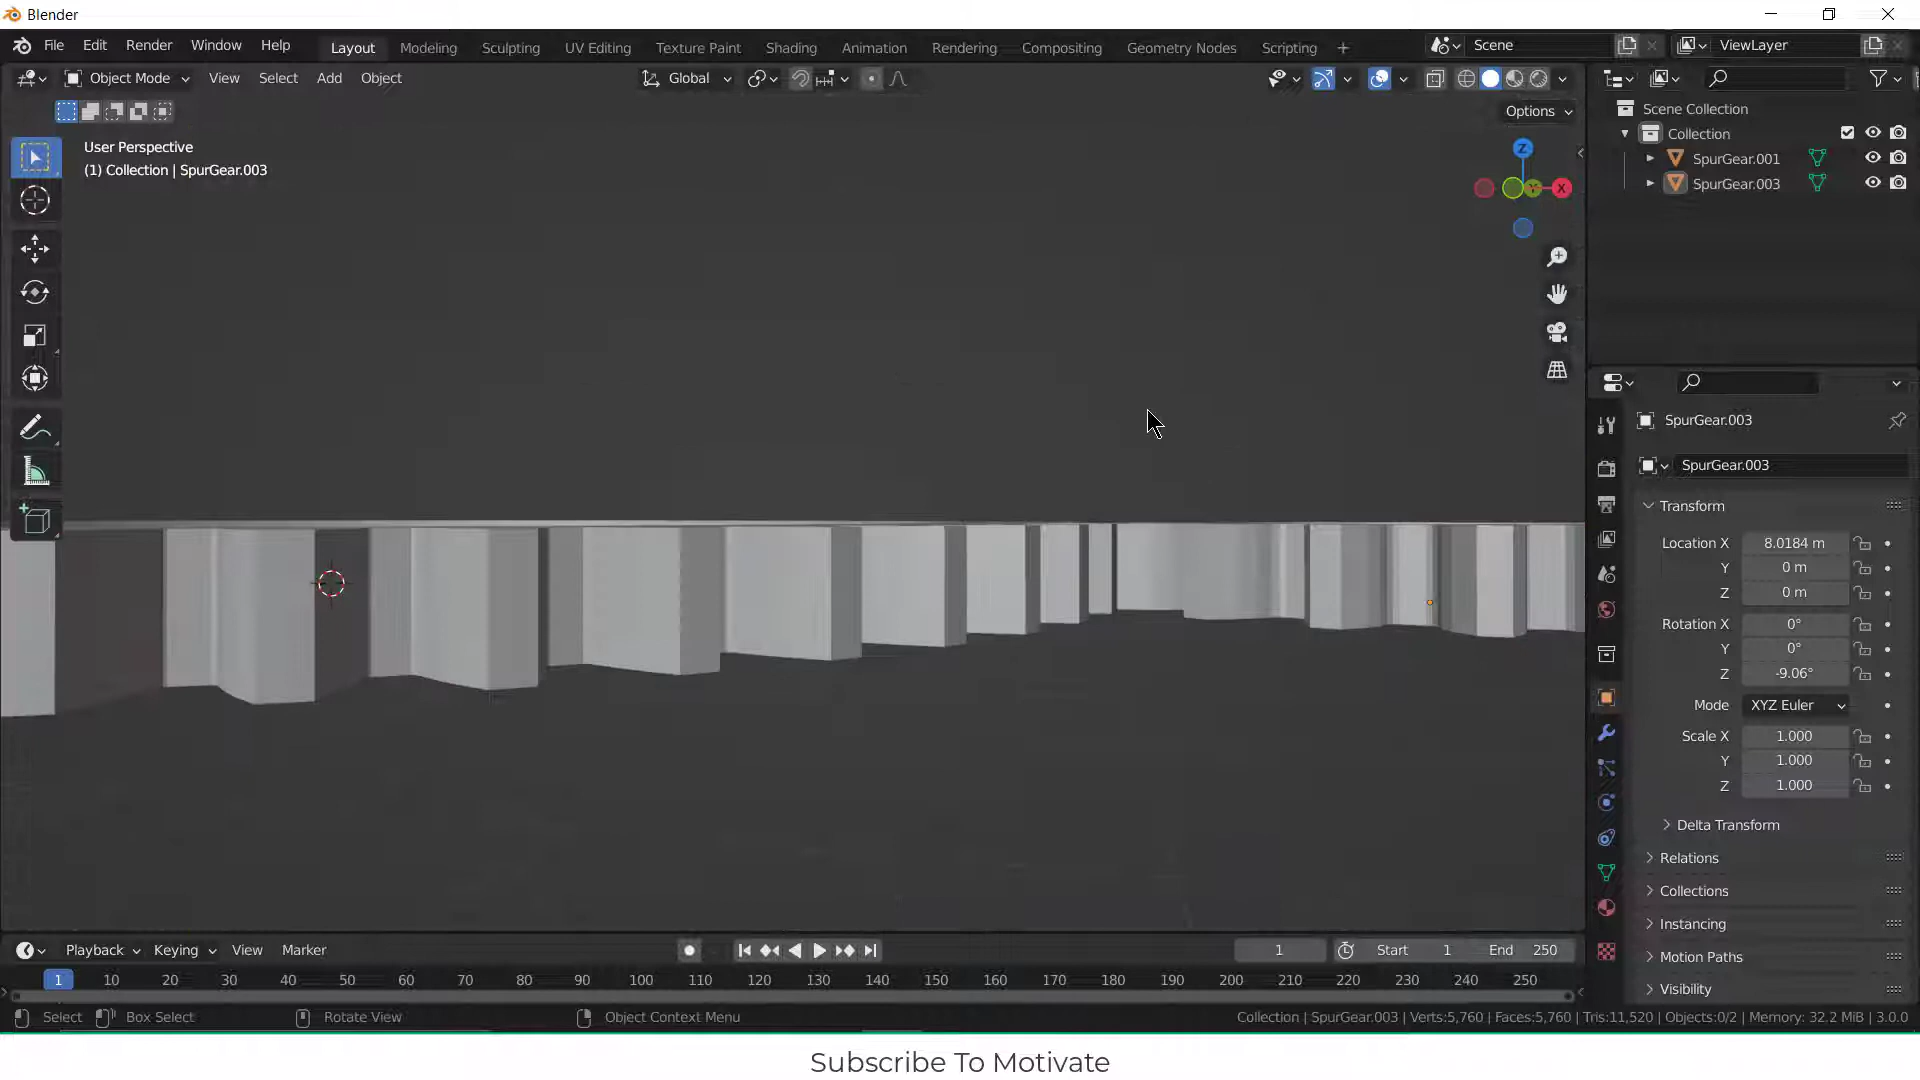 Blender
File Edit Render Window Help Layout Modeling Sculpting UV Editing Texture Paint Shading Animation Rendering Compositing Geometry Nodes Scripting + Scene ViewLayer
Object Mode View Select Add Object Global
Options
User Perspective
(1) Collection | SpurGear.003
Z
X
Scene Collection
Collection
SpurGear.001
SpurGear.003
SpurGear.003
SpurGear.003
Transform
Location X 8.0184 m
Y 0 m
Z 0 m
Rotation X 0°
Y 0°
Z -9.06°
Mode XYZ Euler
Scale X 1.000
Y 1.000
Z 1.000
Delta Transform
Relations
Collections
Instancing
Motion Paths
Visibility
Playback Keying View Marker 1 Start 1 End 250
1 10 20 30 40 50 60 70 80 90 100 110 120 130 140 150 160 170 180 190 200 210 220 230 240 250
Select Box Select Rotate View Object Context Menu Collection | SpurGear.003 | Verts:5,760 | Faces:5,760 | Tris:11,520 | Objects:0/2 | Memory: 32.2 MiB | 3.0.0
Subscribe To Motivate